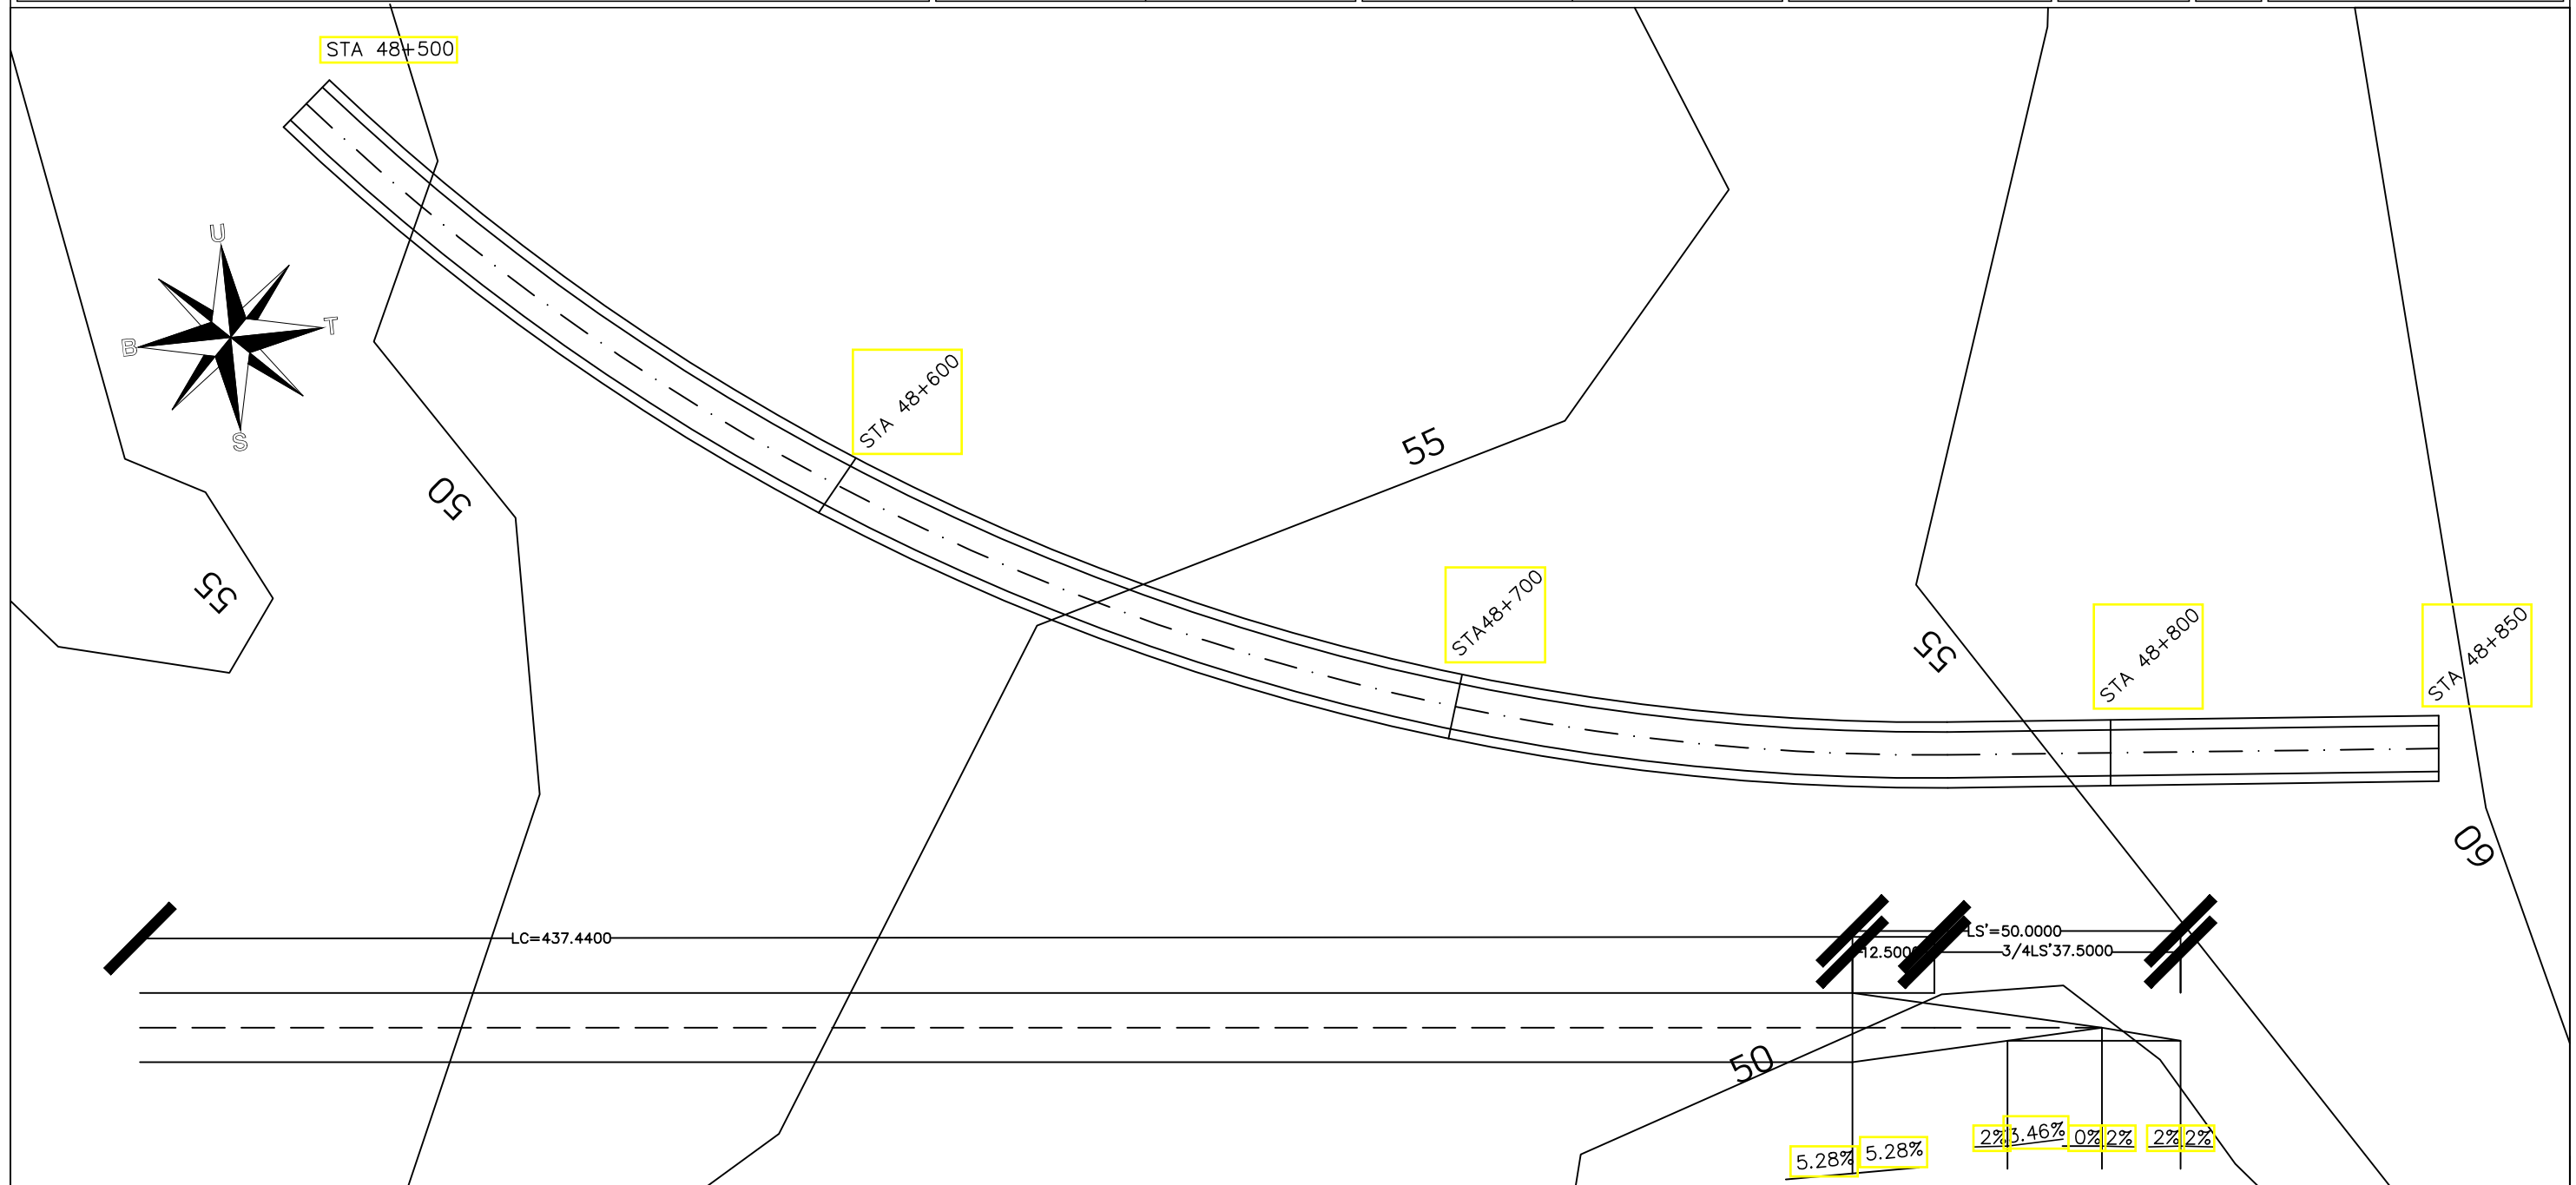 STA 48+500
U
T
B
S
STA 48+600
55
50
55
STA48+700
STA 48+800
STA 48+850
55
60
LC=437.4400
LS'=50.0000
12.5000
3/4LS'37.5000
50
5.28%
5.28%
2%
3.46%
0%
2%
2%
2%